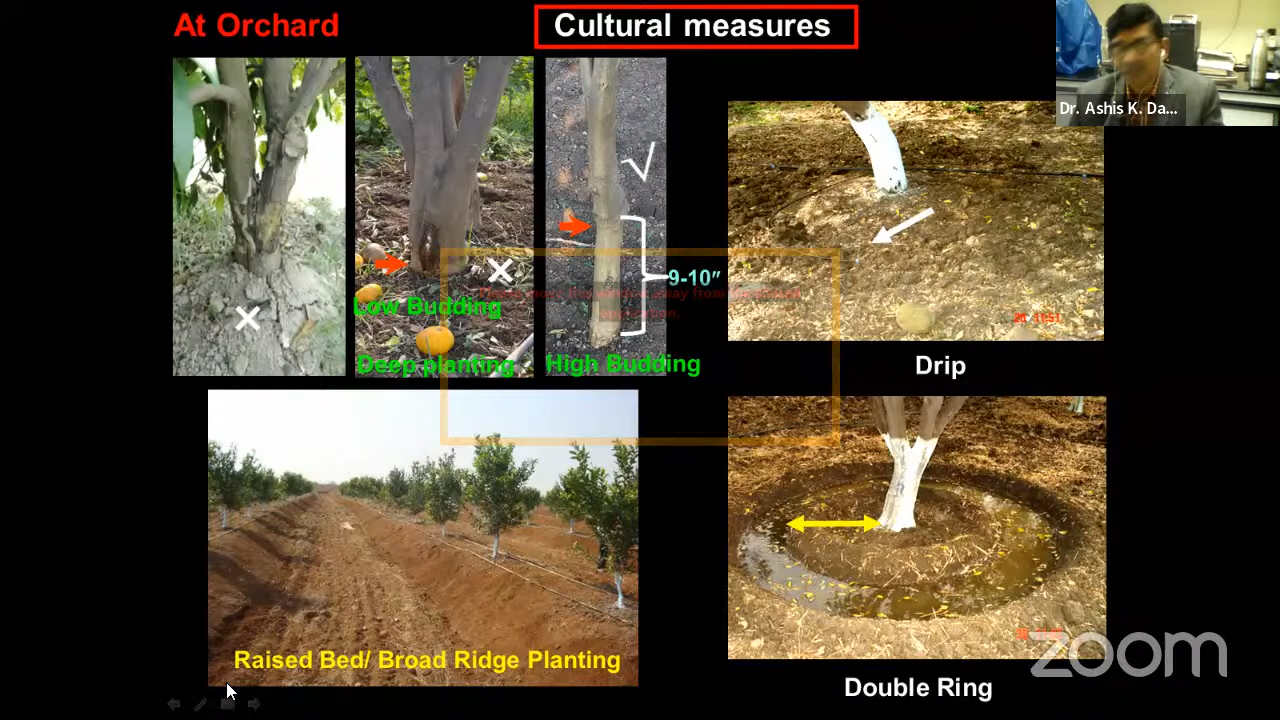 At Orchard
Cultural measures
Dr. Ashis K. Da...
9-10″
Low Budding
Deep planting
High Budding
Drip
Raised Bed/ Broad Ridge Planting
Double Ring
zoom